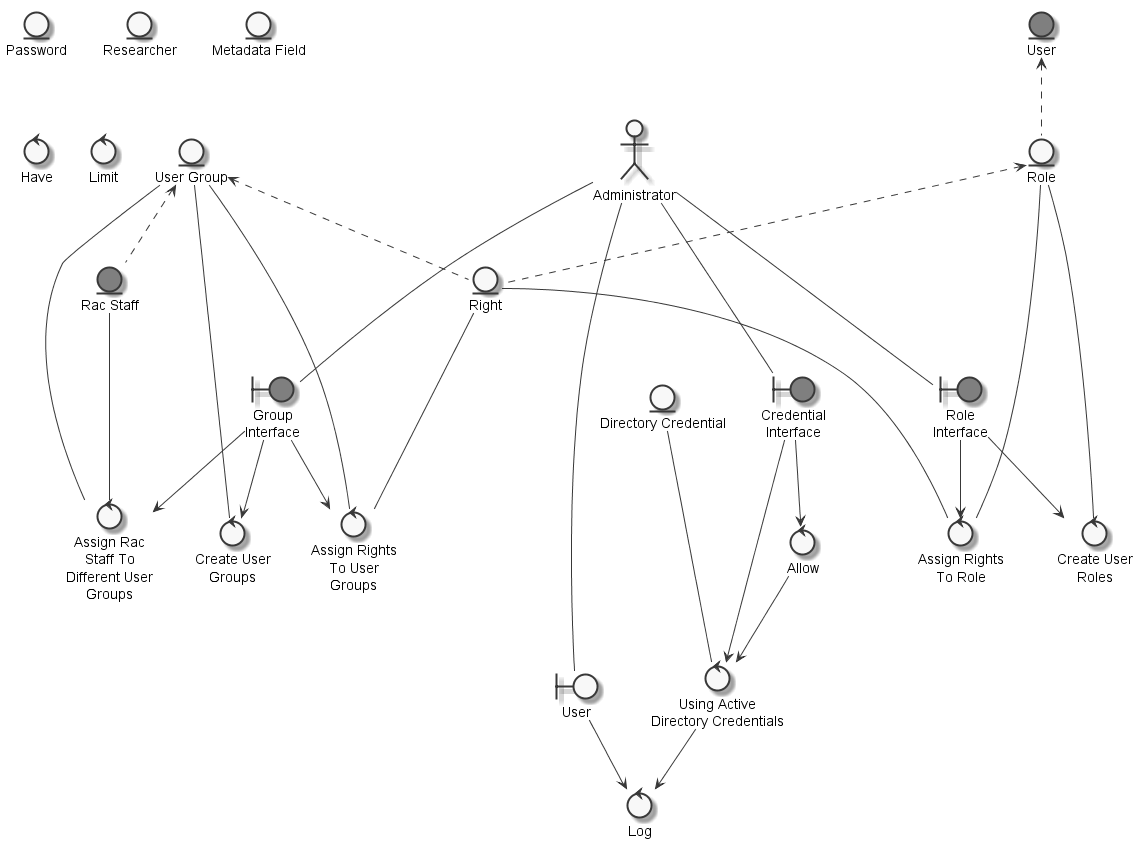 Password
Researcher
Metadata Field
User
Have
Limit
User Group
Administrator
Role
Rac Staff
Right
Group
Interface
Directory Credential
Credential
Interface
Role
Interface
Assign Rac
Staff To
Different User
Groups
Create User
Groups
Assign Rights
To User
Groups
Allow
Assign Rights
To Role
Create User
Roles
User
Using Active
Directory Credentials
Log